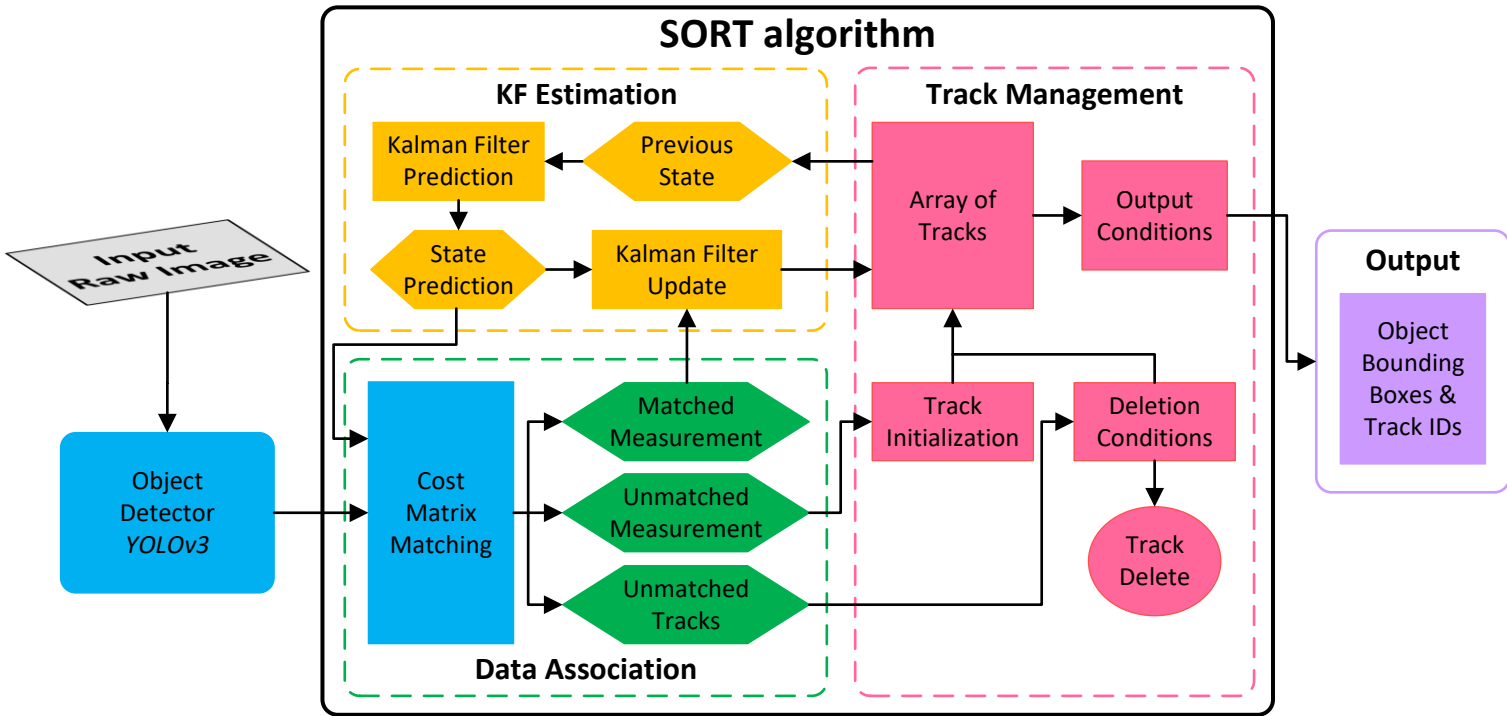 SORT algorithm
KF Estimation
Kalman Filter
Prediction
Previous
State
State
Prediction
Kalman Filter
Update
Track Management
Array of
Tracks
Output
Conditions
Track
Initialization
Deletion
Conditions
Track
Delete
Input
Raw Image
Object
Detector
YOLOv3
Cost
Matrix
Matching
Matched
Measurement
Unmatched
Measurement
Unmatched
Tracks
Data Association
Output
Object
Bounding
Boxes &
Track IDs